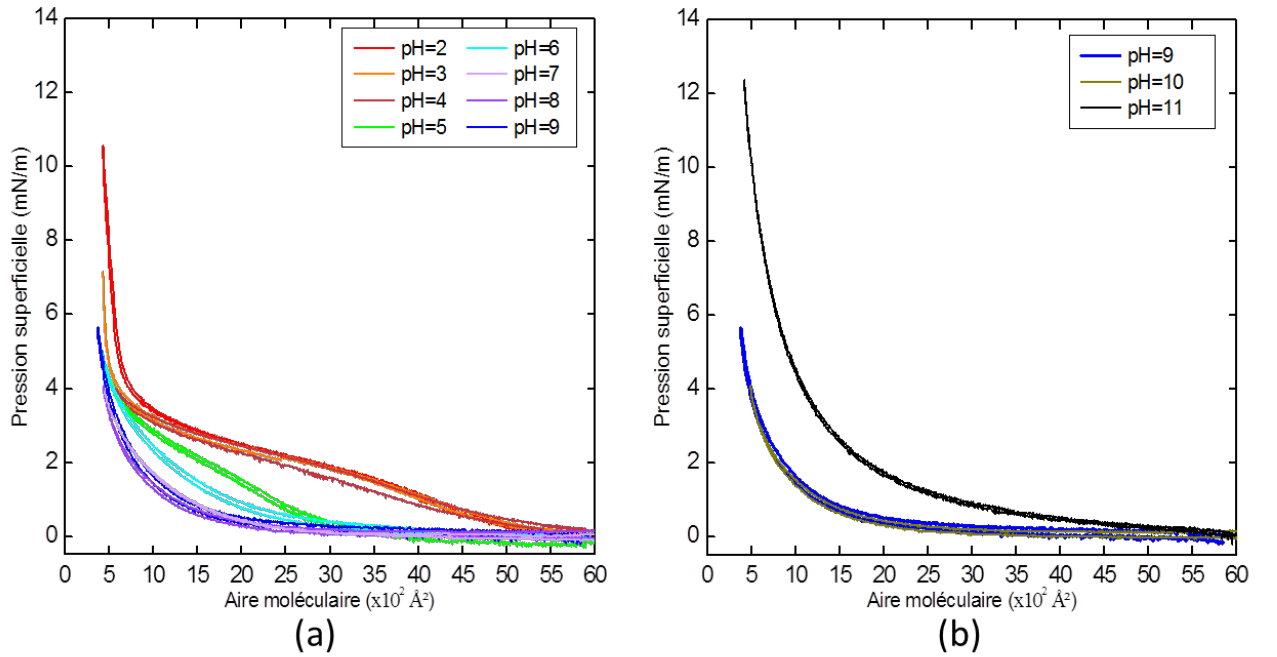 14
12
10
8
6
4
2
0
Pression superficielle (mN/m)
pH=2 pH=6
pH=3 pH=7
pH=4 pH=8
pH=5 pH=9
0 5 10 15 20 25 30 35 40 45 50 55 60
Aire moléculaire (x10² Å²)
(a)
14
12
10
8
6
4
2
0
Pression superficielle (mN/m)
pH=9
pH=10
pH=11
0 5 10 15 20 25 30 35 40 45 50 55 60
Aire moléculaire (x10² Å²)
(b)